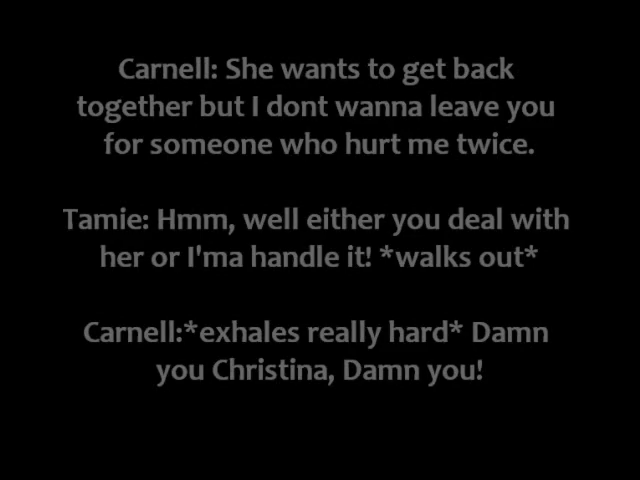 Carnell: She wants to get back
together but I dont wanna leave you
for someone who hurt me twice.
Tamie: Hmm, well either you deal with
her or I'ma handle it! *walks out*
Carnell:*exhales really hard* Damn
you Christina, Damn you!